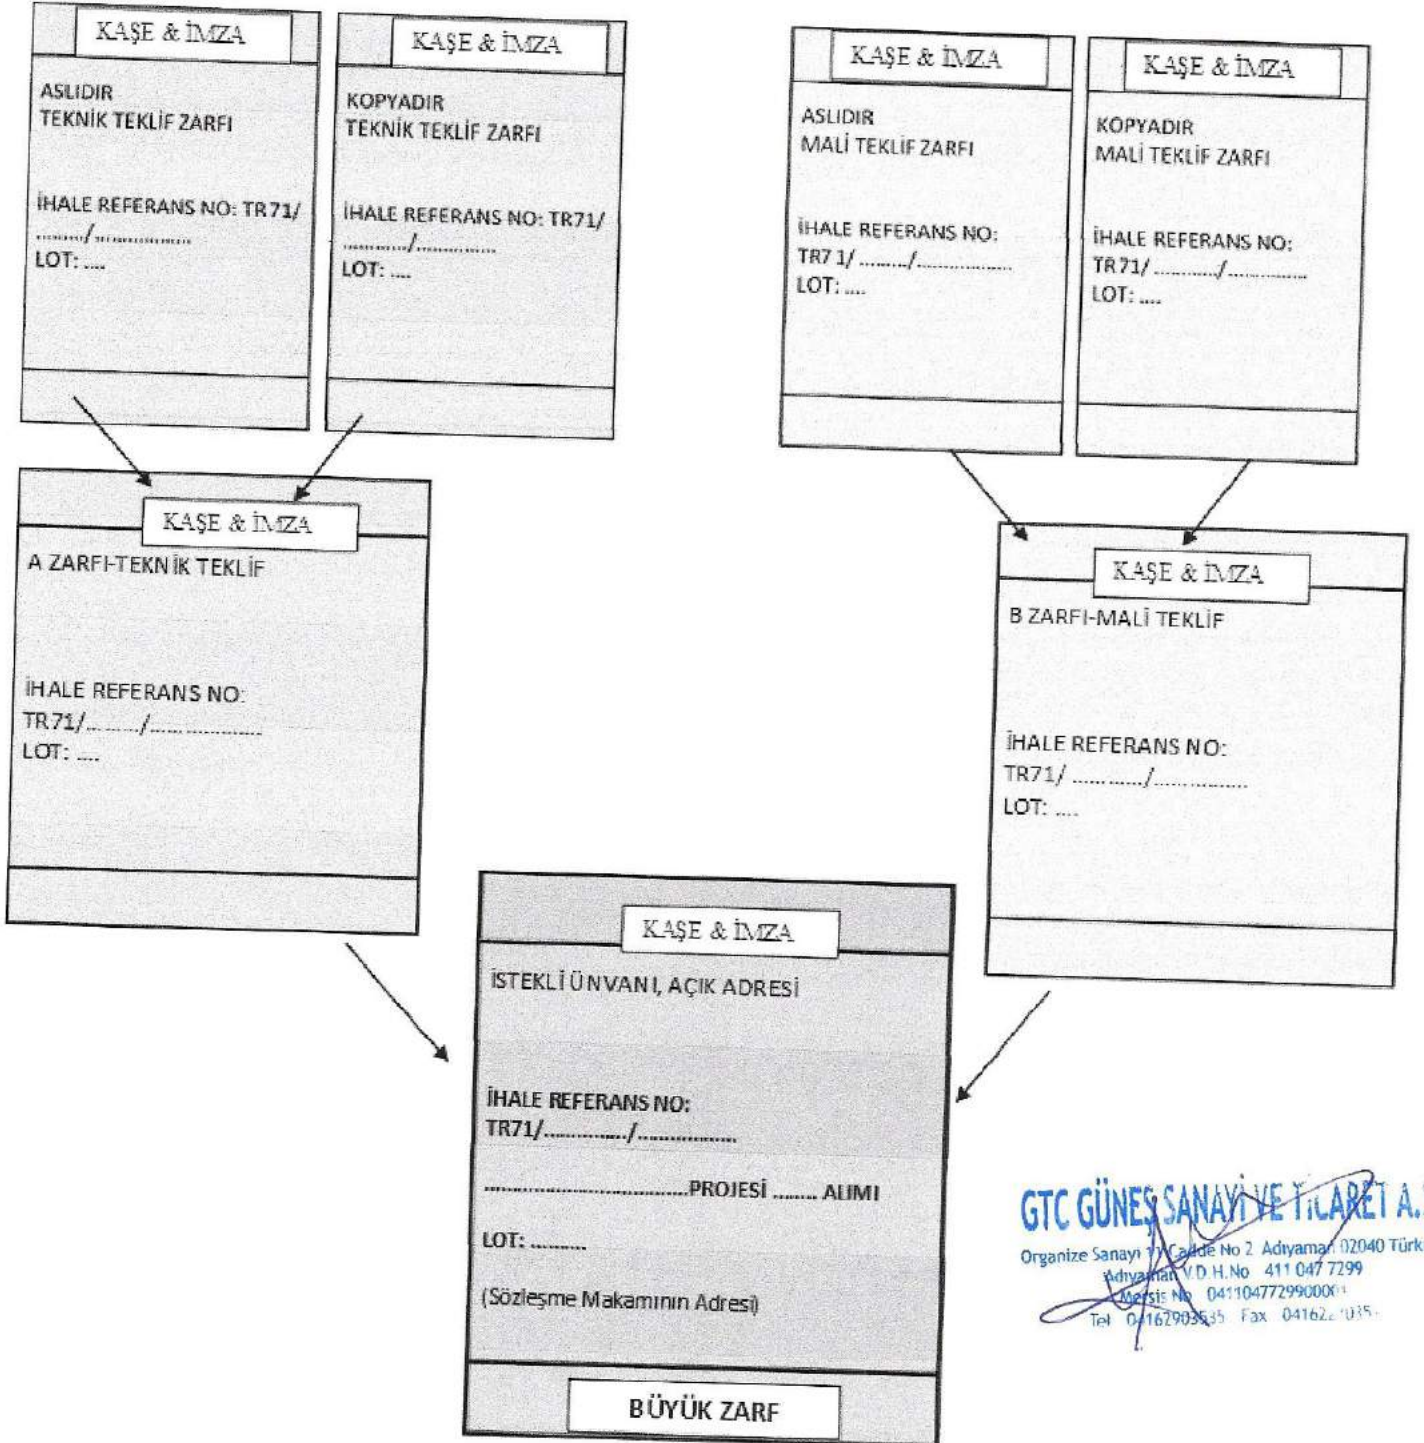 KAŞE & İMZA
ASLIDIR
TEKNİK TEKLİF ZARFI
İHALE REFERANS NO: TR71/
........./..................
LOT: ....
KAŞE & İMZA
KOPYADIR
TEKNİK TEKLİF ZARFI
İHALE REFERANS NO: TR71/
............/...............
LOT: ....
KAŞE & İMZA
ASLIDIR
MALİ TEKLİF ZARFI
İHALE REFERANS NO:
TR71/ ........./..................
LOT: ....
KAŞE & İMZA
KOPYADIR
MALİ TEKLİF ZARFI
İHALE REFERANS NO:
TR71/ ............/...............
LOT: ....
KAŞE & İMZA
A ZARFI-TEKNİK TEKLİF
İHALE REFERANS NO:
TR71/........./.....................
LOT: ....
KAŞE & İMZA
B ZARFI-MALİ TEKLİF
İHALE REFERANS NO:
TR71/ ............/.................
LOT: ....
KAŞE & İMZA
İSTEKLİ ÜNVANI, AÇIK ADRESİ
İHALE REFERANS NO:
TR71/............../..................
.....................................PROJESİ ........ ALIMI
LOT: ..........
(Sözleşme Makamının Adresi)
BÜYÜK ZARF
GTC GÜNEŞ SANAYİ VE TİCARET A.
Organize Sanayi Cadde No 2 Adıyaman 02040
Adıyaman V.D.H.No 411 047 7299
Mersis No
Tel 04162903535 Fax